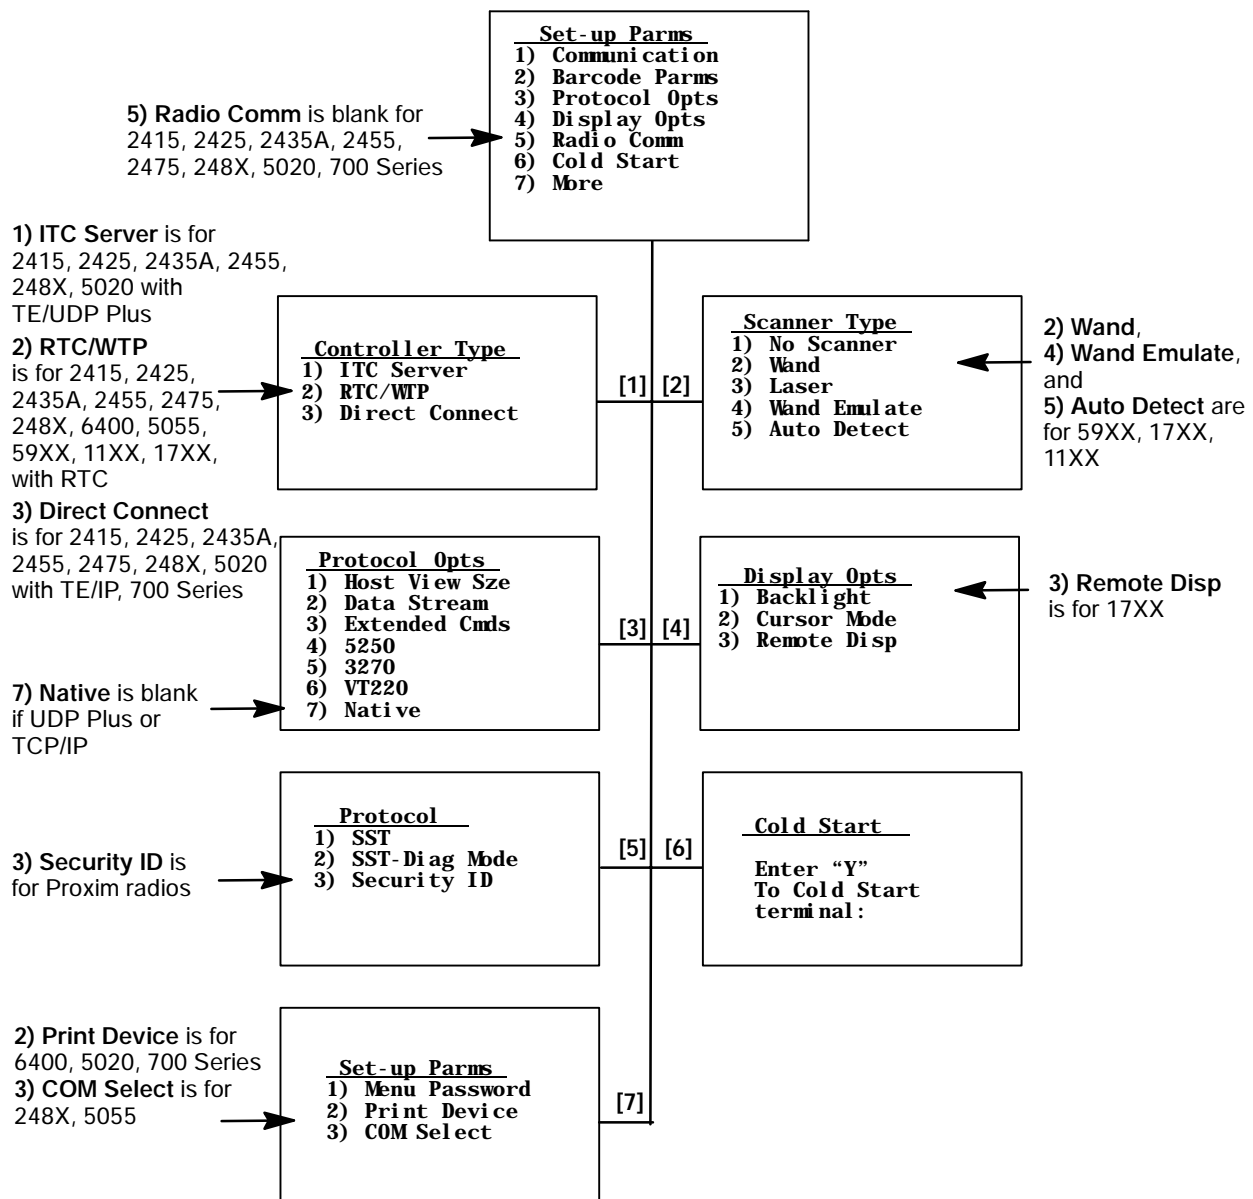 Set-up Parms
1) Communication
2) Barcode Parms
3) Protocol Opts
4) Display Opts
5) Radio Comm
6) Cold Start
7) More
5) Radio Comm is blank for
2415, 2425, 2435A, 2455,
2475, 248X, 5020, 700 Series
1) ITC Server is for
2415, 2425, 2435A, 2455,
248X, 5020 with
TE/UDP Plus
2) RTC/WTP
is for 2415, 2425,
2435A, 2455, 2475,
248X, 6400, 5055,
59XX, 11XX, 17XX,
with RTC
3) Direct Connect
is for 2415, 2425, 2435A,
2455, 2475, 248X, 5020
with TE/IP, 700 Series
Controller Type
1) ITC Server
2) RTC/WTP
3) Direct Connect
[1] [2]
Scanner Type
1) No Scanner
2) Wand
3) Laser
4) Wand Emulate
5) Auto Detect
2) Wand,
4) Wand Emulate,
and
5) Auto Detect are
for 59XX, 17XX,
11XX
Protocol Opts
1) Host View Sze
2) Data Stream
3) Extended Cmds
4) 5250
5) 3270
6) VT220
7) Native
7) Native is blank
if UDP Plus or
TCP/IP
[3] [4]
Display Opts
1) Backlight
2) Cursor Mode
3) Remote Disp
3) Remote Disp
is for 17XX
Protocol
1) SST
2) SST-Diag Mode
3) Security ID
3) Security ID is
for Proxim radios
[5] [6]
Cold Start
Enter “Y”
To Cold Start
terminal:
2) Print Device is for
6400, 5020, 700 Series
3) COM Select is for
248X, 5055
Set-up Parms
1) Menu Password
2) Print Device
3) COM Select
[7]